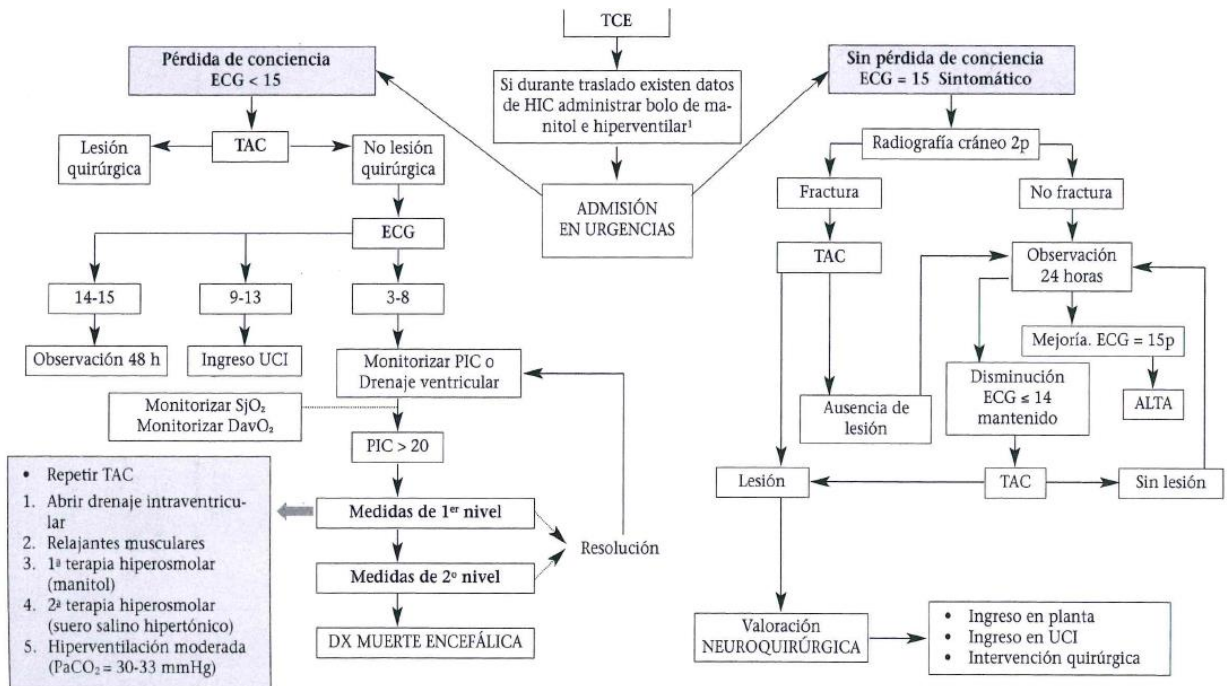 TCE
Si durante traslado existen datos
de HIC administrar bolo de ma-
nitol e hiperventilar¹
ADMISIÓN
EN URGENCIAS
Pérdida de conciencia
ECG < 15
TAC
Lesión
quirúrgica
No lesión
quirúrgica
ECG
14-15
9-13
3-8
Observación 48 h
Ingreso UCI
Monitorizar PIC o
Drenaje ventricular
Monitorizar SjO₂
Monitorizar DavO₂
PIC > 20
Medidas de 1er nivel
Medidas de 2º nivel
Resolución
DX MUERTE ENCEFÁLICA
• Repetir TAC
1. Abrir drenaje intraventricu-
lar
2. Relajantes musculares
3. 1ª terapia hiperosmolar
(manitol)
4. 2ª terapia hiperosmolar
(suero salino hipertónico)
5. Hiperventilación moderada
(PaCO₂ = 30-33 mmHg)
Sin pérdida de conciencia
ECG = 15 Sintomático
Radiografía cráneo 2p
Fractura
No fractura
TAC
Observación
24 horas
Mejoría. ECG = 15p
ALTA
Disminución
ECG ≤ 14
mantenido
Ausencia de
lesión
Lesión
TAC
Sin lesión
Valoración
NEUROQUIRÚRGICA
• Ingreso en planta
• Ingreso en UCI
• Intervención quirúrgica